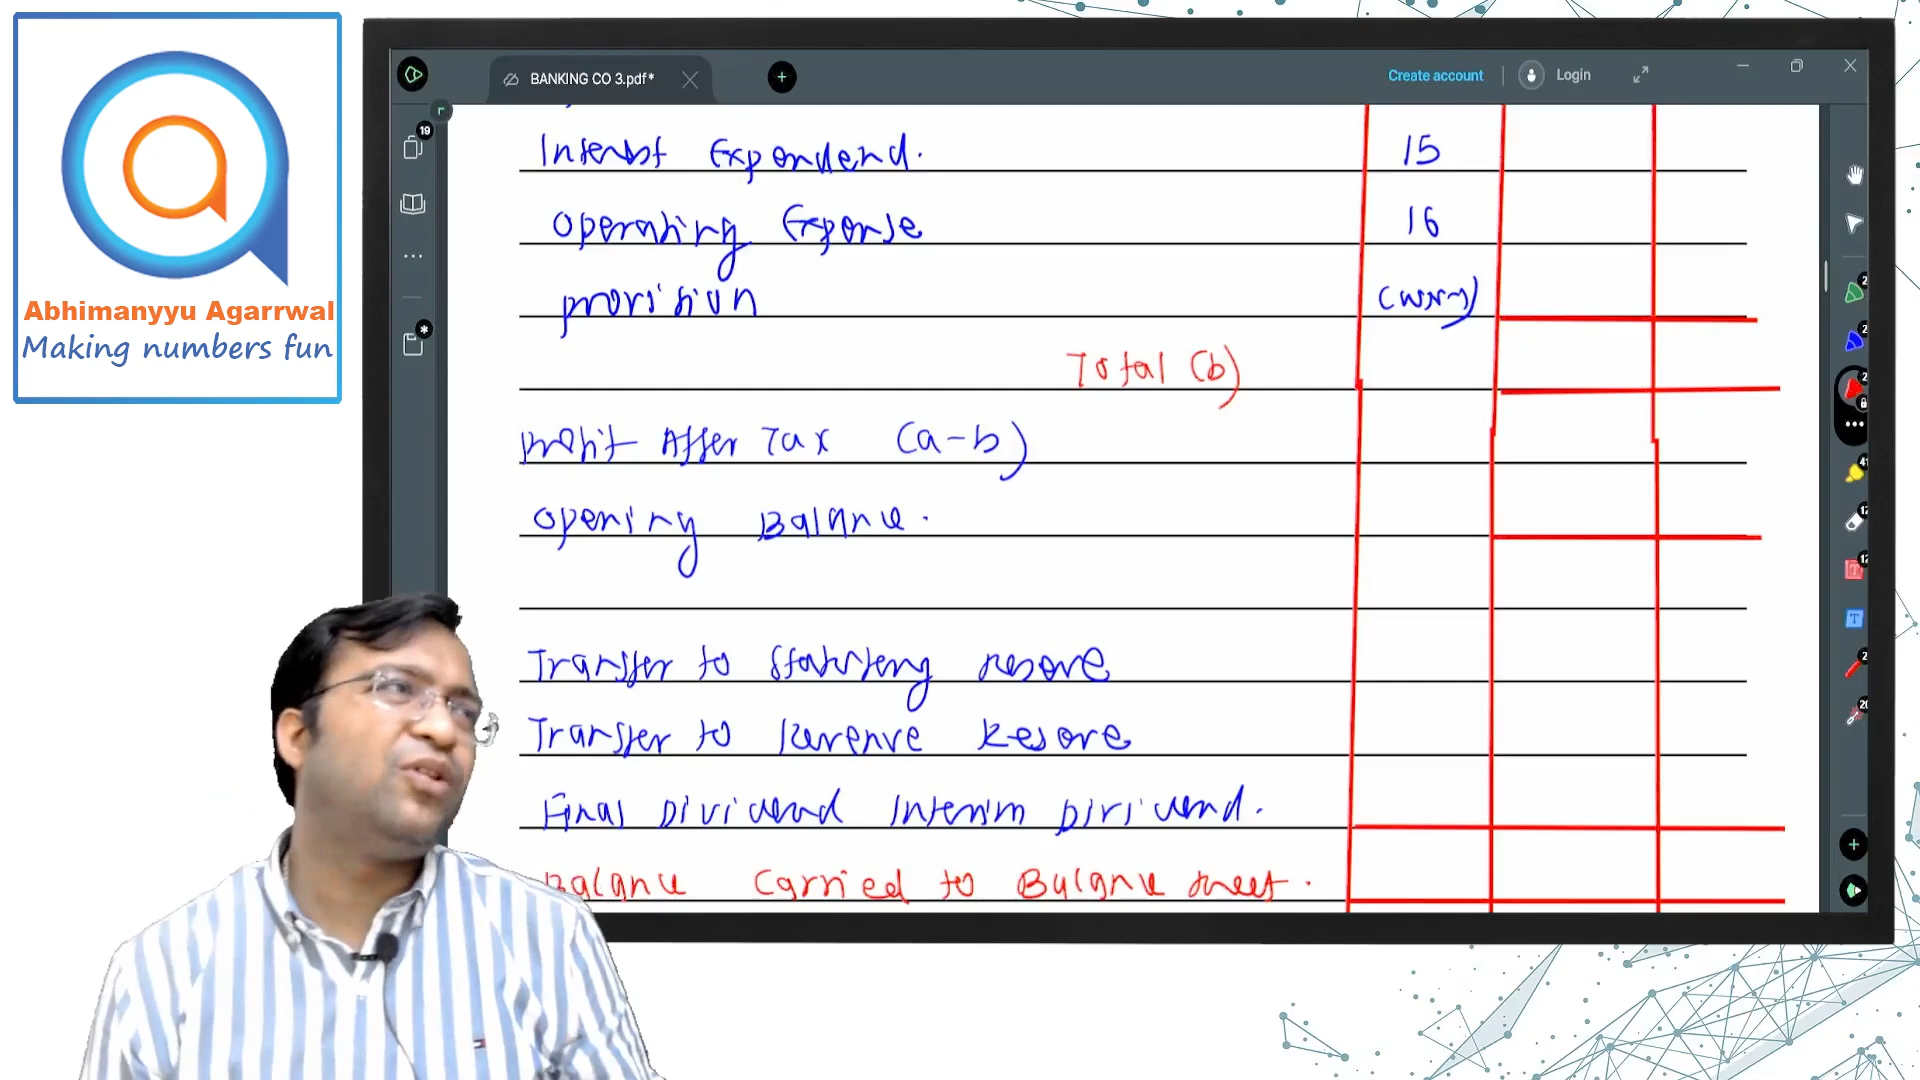 Abhimanyyu Agarrwal
Making numbers fun
BANKING CO 3.pdf*
Create account
Login
Interest Expendend. 15
Operating Expense 16
provision
Total (b)
profit After Tax (a-b)
Opening Balance.
Transfer to Statutory reserve
Transfer to Revenue Reserve
Final Dividend Interim Dividend.
Balance Carried to Balance sheet.
19